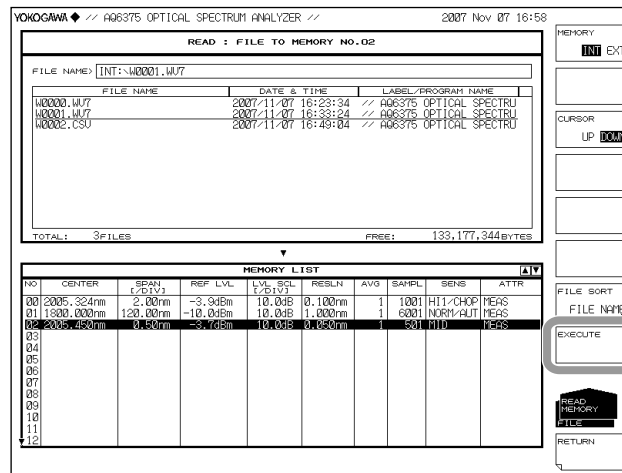 YOKOGAWA ◆ // AQ6375 OPTICAL SPECTRUM ANALYZER // 2007 Nov 07 16:58
READ : FILE TO MEMORY NO.02
FILE NAME> INT:\W0001.WV7
FILE NAME DATE & TIME LABEL/PROGRAM NAME
W0000.WV7 2007/11/07 16:23:34 // AQ6375 OPTICAL SPECTRU
W0001.WV7 2007/11/07 16:33:24 // AQ6375 OPTICAL SPECTRU
W0002.CSV 2007/11/07 16:49:04 // AQ6375 OPTICAL SPECTRU
TOTAL: 3FILES FREE: 133,177,344BYTES
▼
MEMORY LIST ▲▼
NO CENTER SPAN [/DIV] REF LVL LVL SCL [/DIV] RESLN AVG SAMPL SENS ATTR
00 2005.324nm 2.00nm -3.9dBm 10.0dB 0.100nm 1 1001 HI1/CHOP MEAS
01 1800.000nm 120.00nm -10.0dBm 10.0dB 1.000nm 1 6001 NORM/AUT MEAS
02 2005.450nm 0.50nm -3.7dBm 10.0dB 0.050nm 1 501 MID MEAS
03
04
05
06
07
08
09
10
11
▼12
MEMORY
INT EXT
CURSOR
UP DOWN
FILE SORT
FILE NAME
EXECUTE
READ
MEMORY
FILE
RETURN